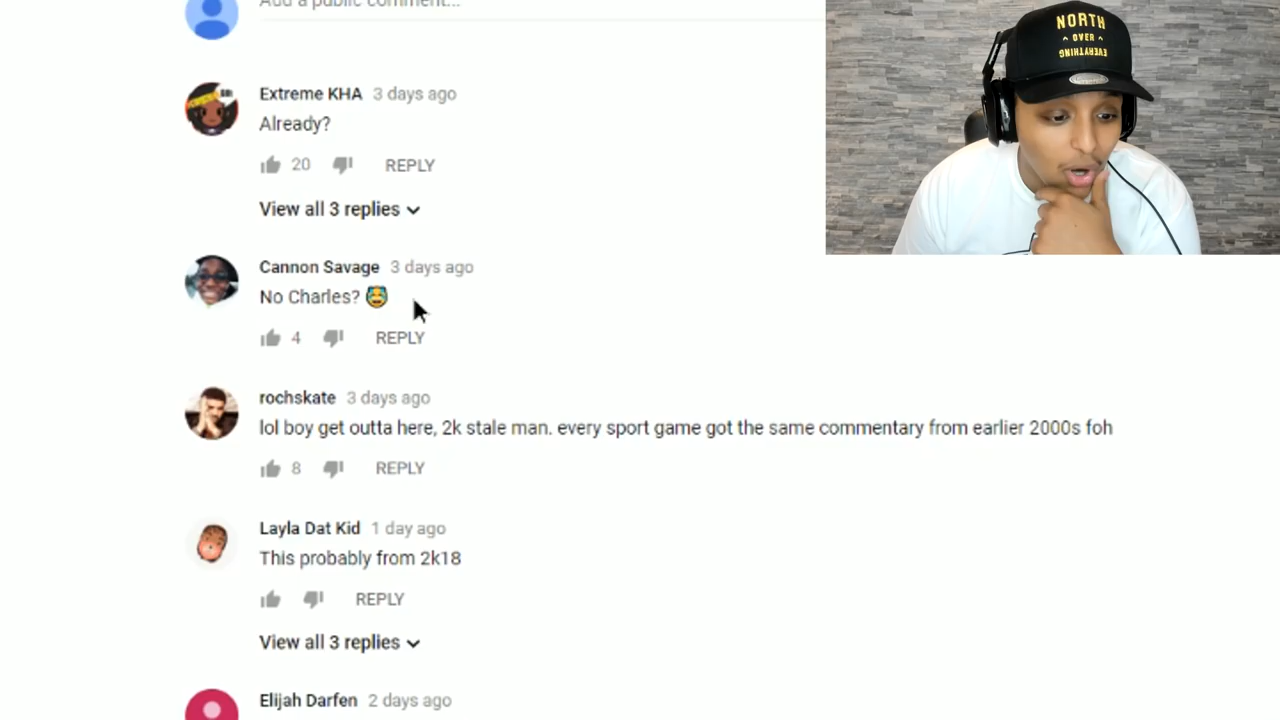 Add a public comment...
NORTH
OVER
EVERYTHING
Extreme KHA 3 days ago
Already?
20 REPLY
View all 3 replies
Cannon Savage 3 days ago
No Charles?
4 REPLY
rochskate 3 days ago
lol boy get outta here, 2k stale man. every sport game got the same commentary from earlier 2000s foh
8 REPLY
Layla Dat Kid 1 day ago
This probably from 2k18
REPLY
View all 3 replies
Elijah Darfen 2 days ago